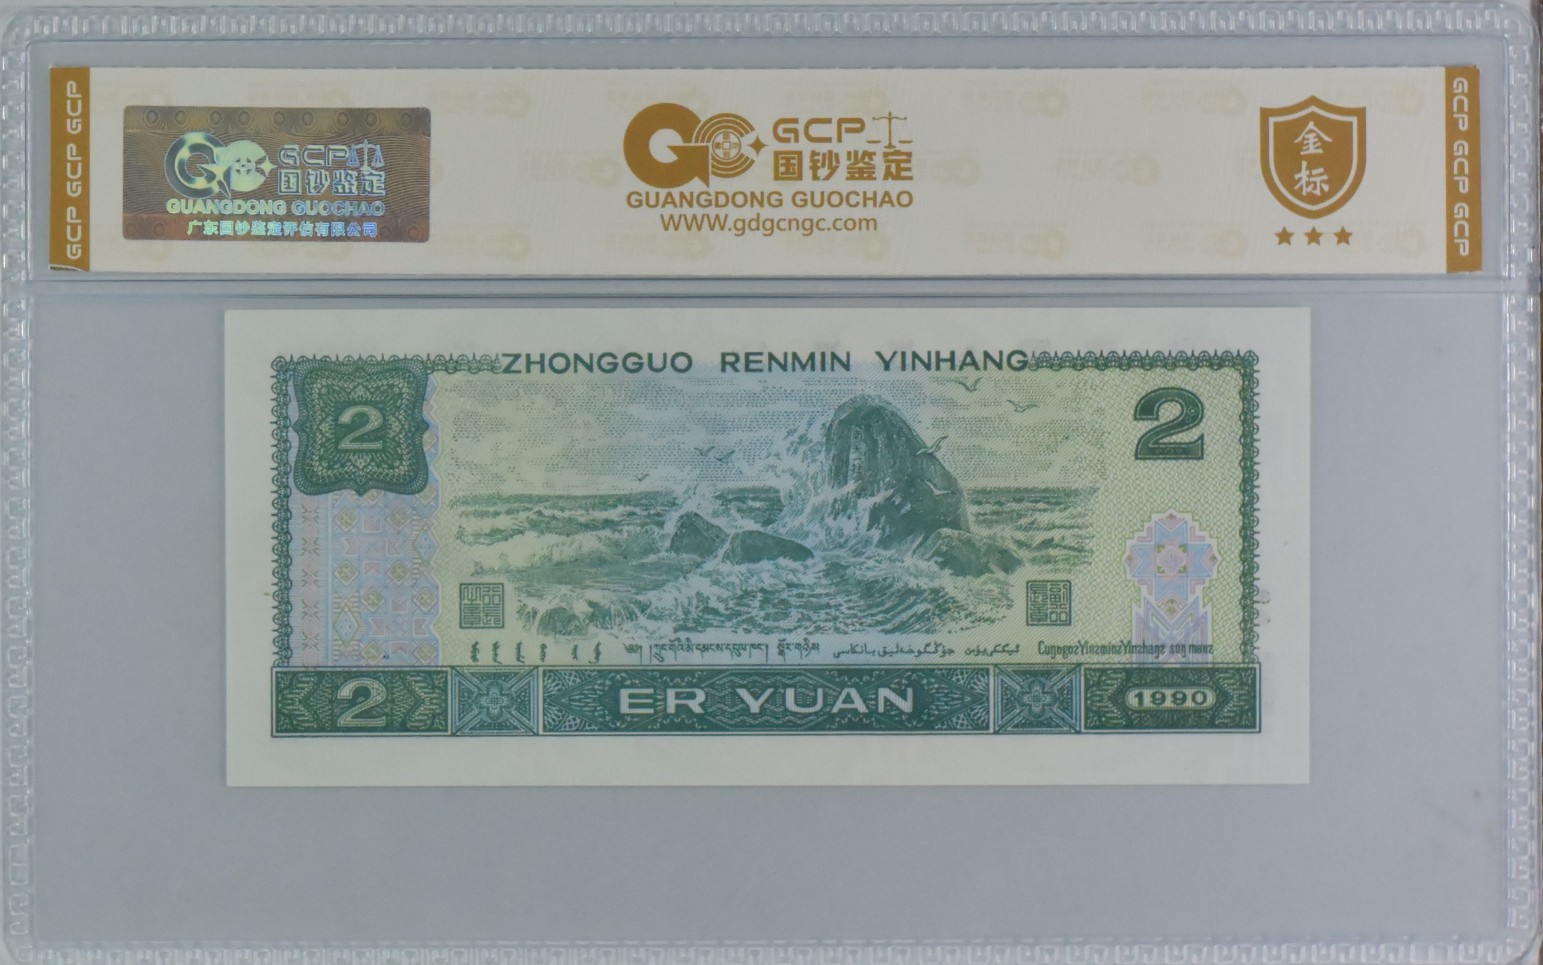 GCP GCP GCP
GCP
国钞鉴定
GUANGDONG GUOCHAO
广东国钞鉴定评估有限公司
GCP
国钞鉴定
GUANGDONG GUOCHAO
WWW.gdgcngc.com
金标
GCP GCP GCP
ZHONGGUO RENMIN YINHANG
2
2
2
ER YUAN
1990